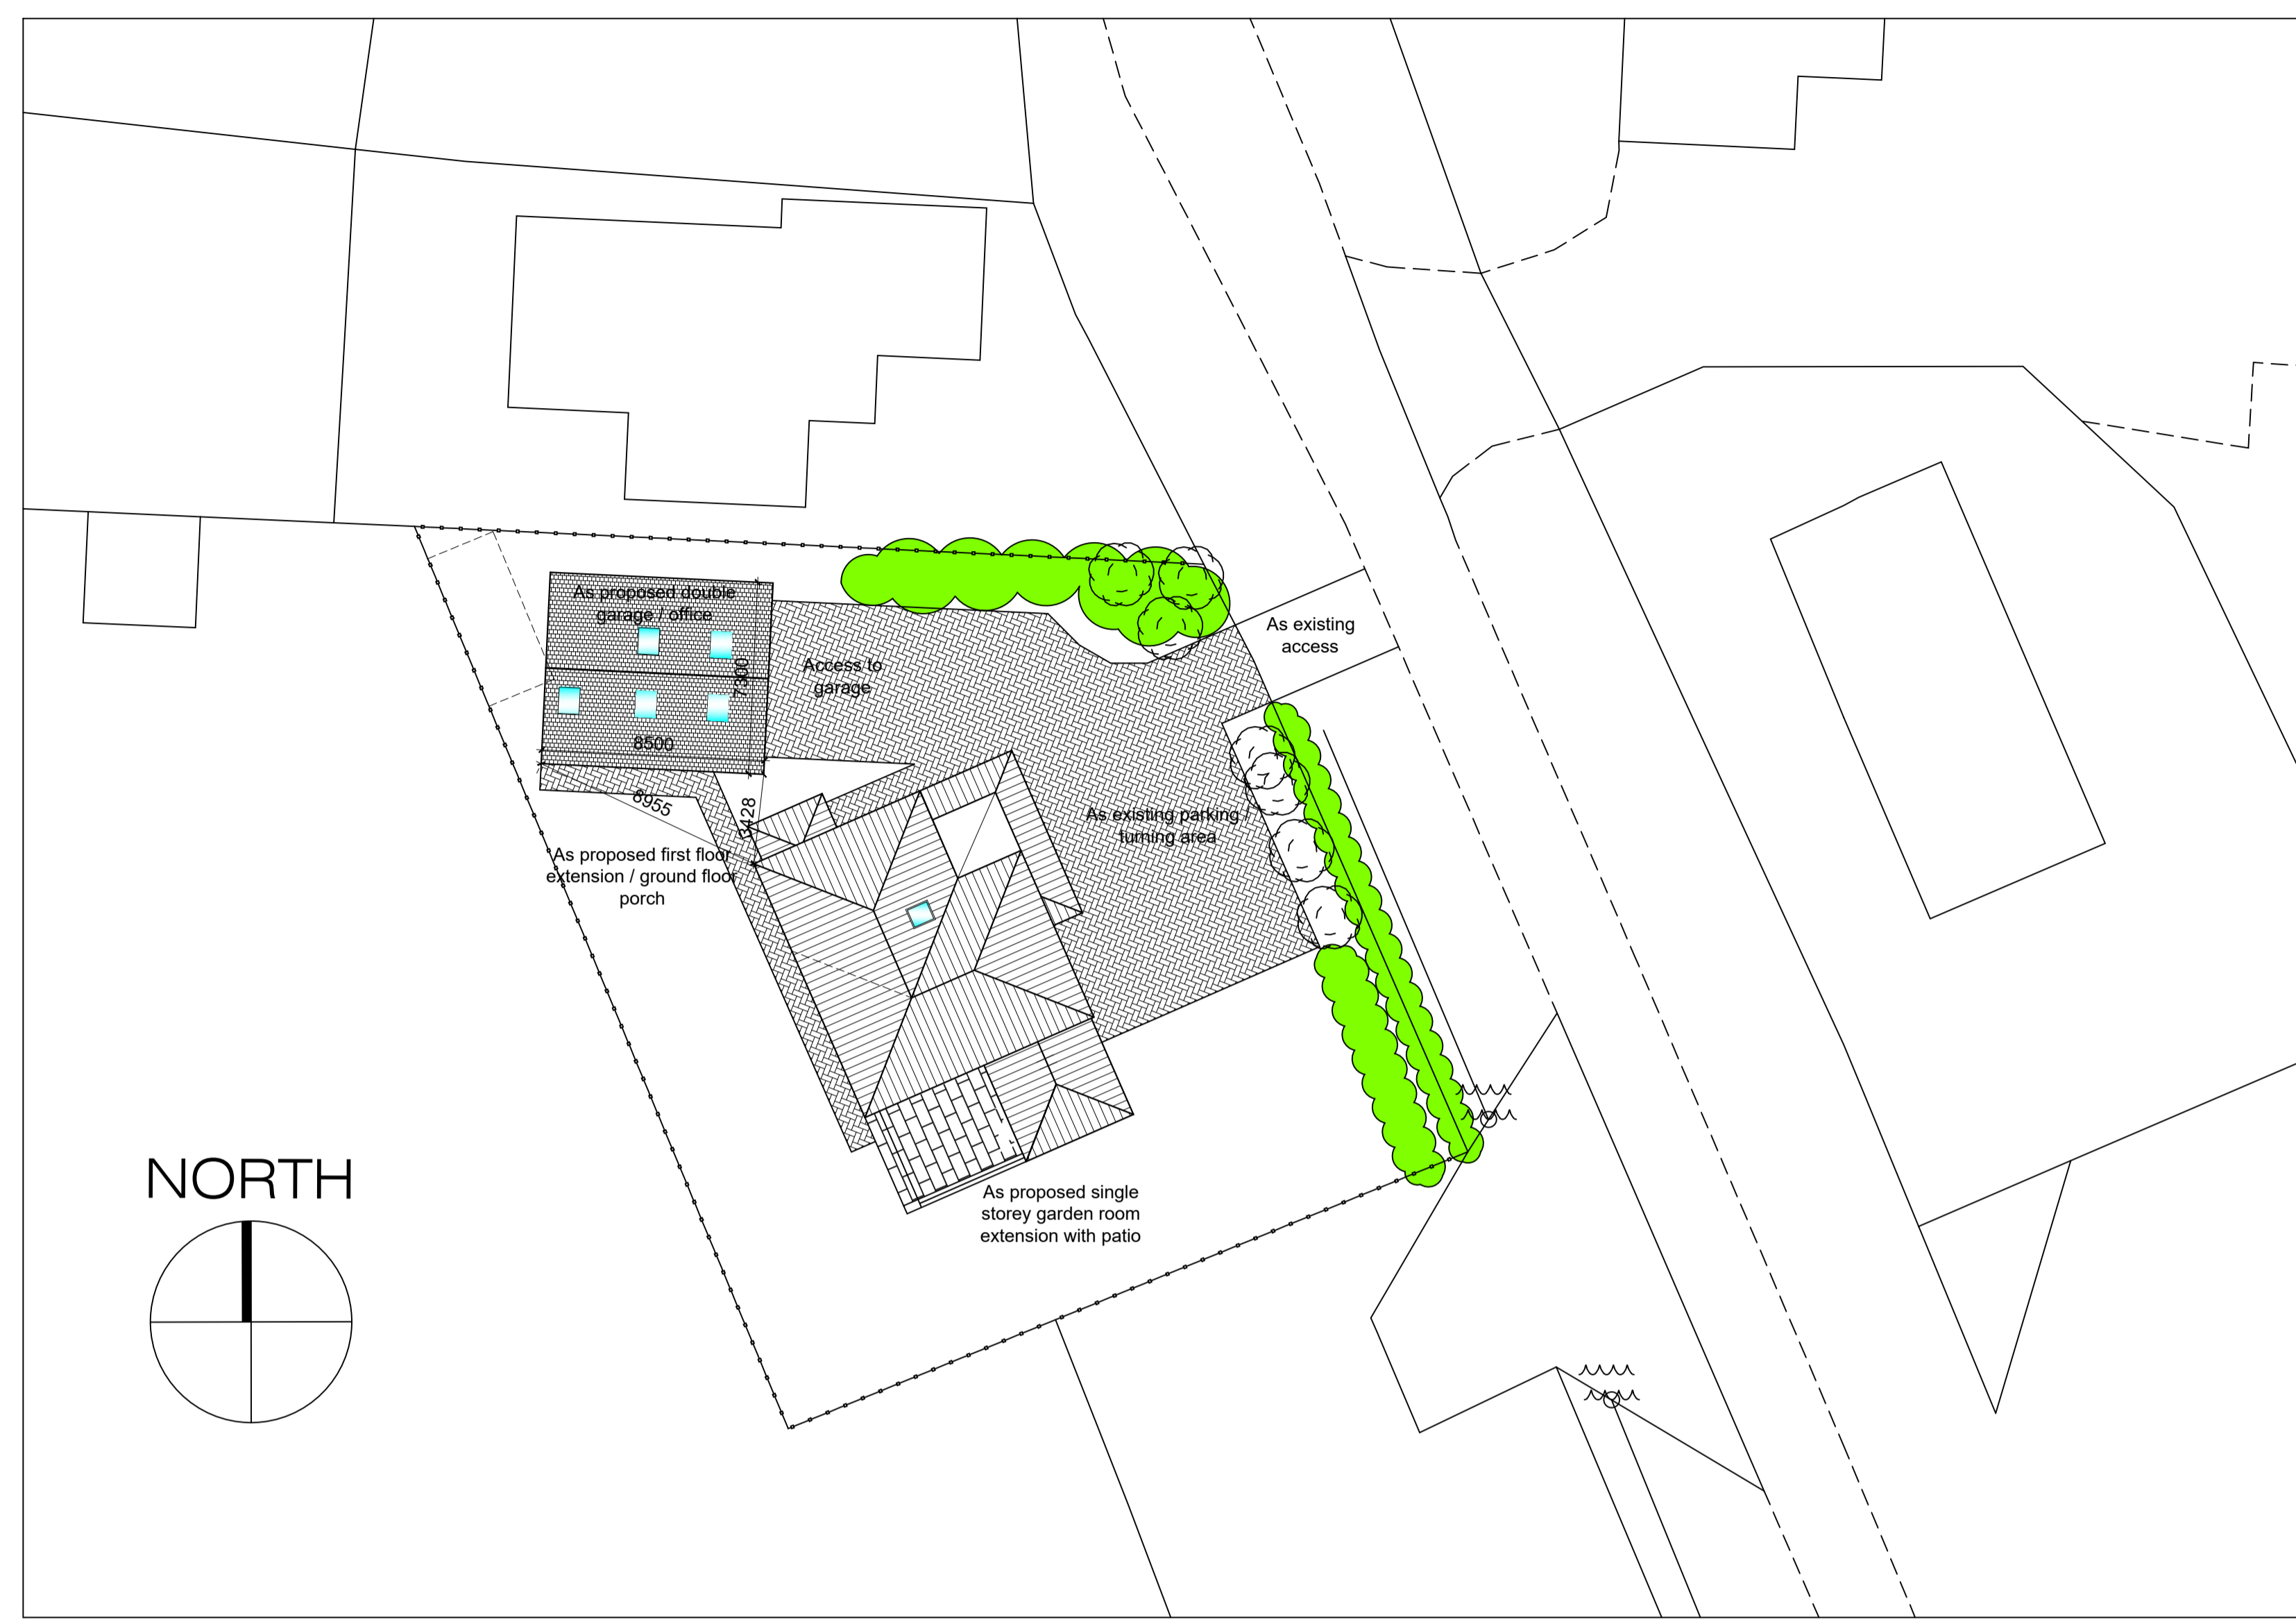 As proposed double
garage / office
As existing
access
Access to
garage
7300
8500
8955
3428
As existing parking /
turning area
As proposed first floor
extension / ground floor
porch
NORTH
As proposed single
storey garden room
extension with patio